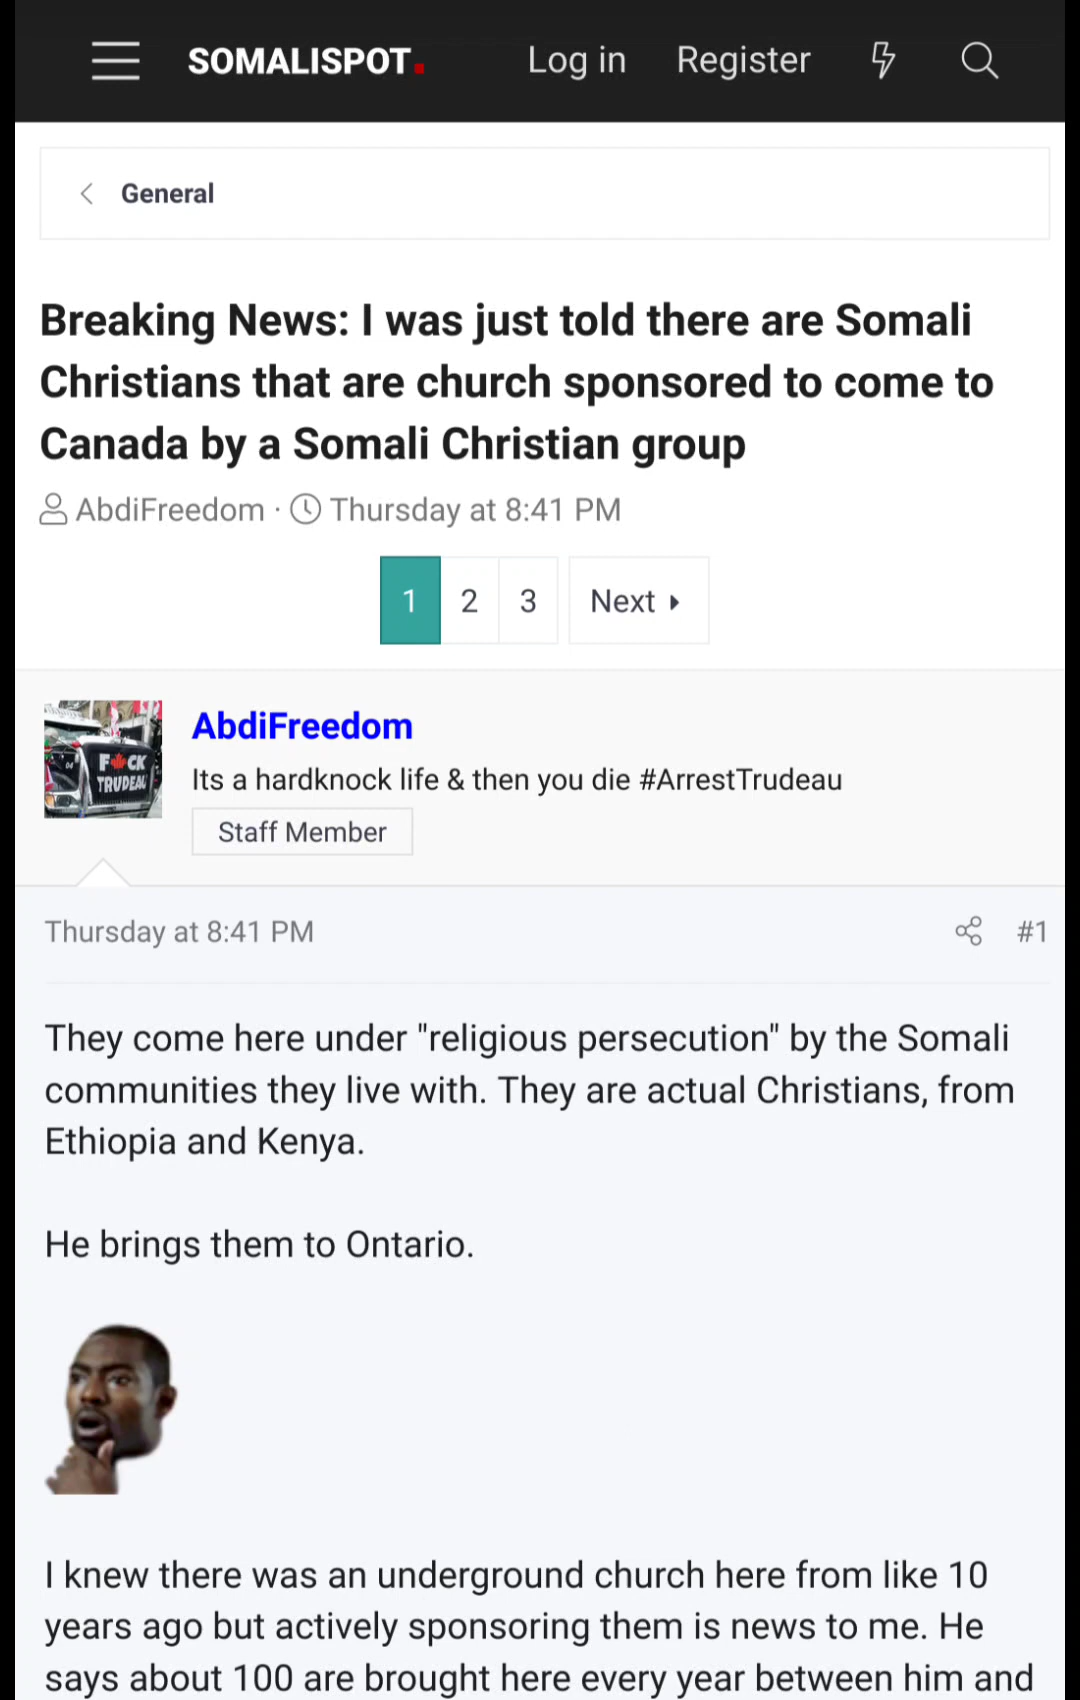 SOMALISPOT.
Log in Register
General
Breaking News: I was just told there are Somali
Christians that are church sponsored to come to
Canada by a Somali Christian group
AbdiFreedom · Thursday at 8:41 PM
1 2 3 Next
F CK
TRUDEAU
AbdiFreedom
Its a hardknock life & then you die #ArrestTrudeau
Staff Member
Thursday at 8:41 PM #1
They come here under "religious persecution" by the Somali
communities they live with. They are actual Christians, from
Ethiopia and Kenya.
He brings them to Ontario.
I knew there was an underground church here from like 10
years ago but actively sponsoring them is news to me. He
says about 100 are brought here every year between him and